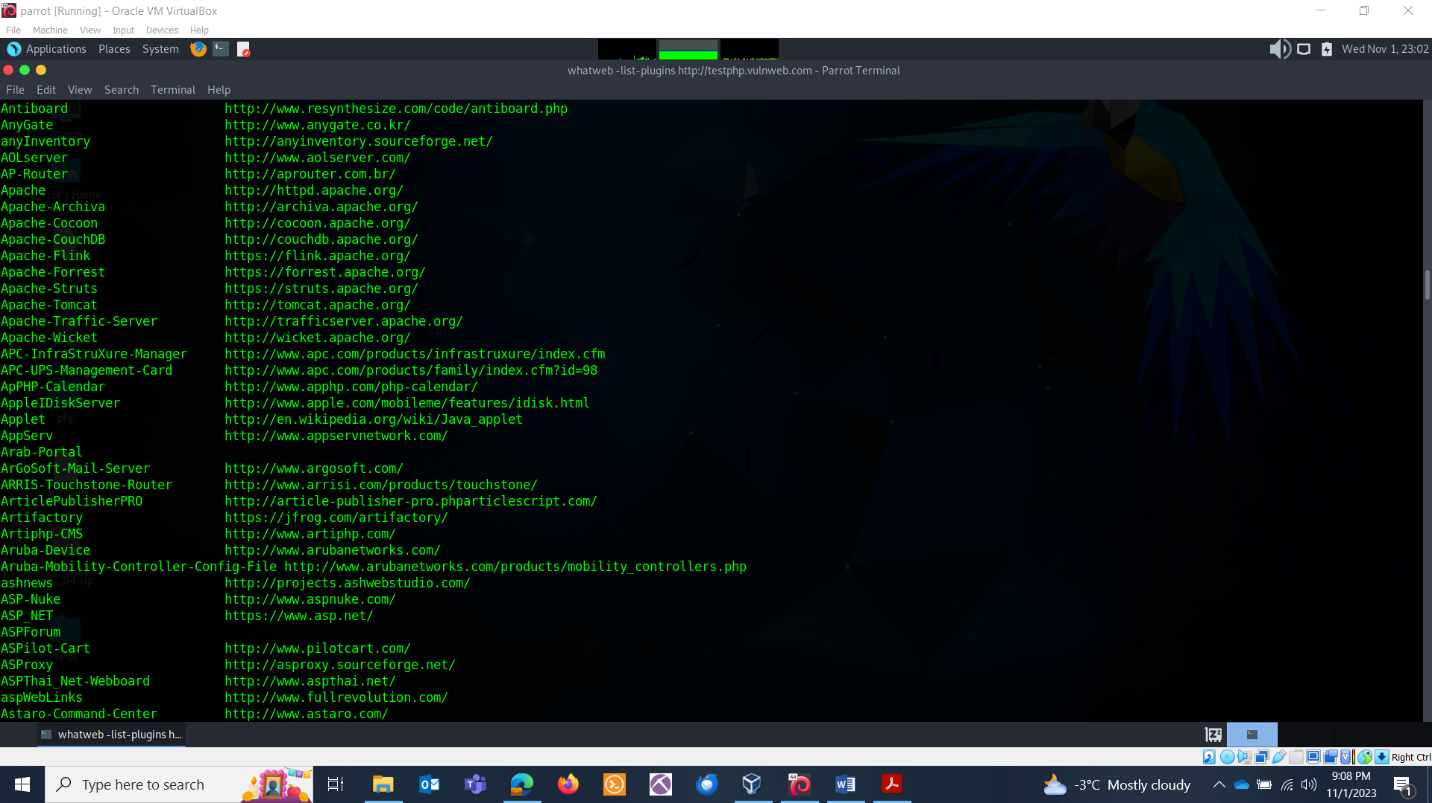 parrot [Running] - Oracle VM VirtualBox
File Machine View Input Devices Help
Applications Places System Wed Nov 1, 23:02
whatweb -list-plugins http://testphp.vulnweb.com - Parrot Terminal
File Edit View Search Terminal Help
Antiboard http://www.resynthesize.com/code/antiboard.php
AnyGate http://www.anygate.co.kr/
anyInventory http://anyinventory.sourceforge.net/
AOLserver http://www.aolserver.com/
AP-Router http://aprouter.com.br/
Apache http://httpd.apache.org/
Apache-Archiva http://archiva.apache.org/
Apache-Cocoon http://cocoon.apache.org/
Apache-CouchDB http://couchdb.apache.org/
Apache-Flink https://flink.apache.org/
Apache-Forrest https://forrest.apache.org/
Apache-Struts https://struts.apache.org/
Apache-Tomcat http://tomcat.apache.org/
Apache-Traffic-Server http://trafficserver.apache.org/
Apache-Wicket http://wicket.apache.org/
APC-InfraStruXure-Manager http://www.apc.com/products/infrastruxure/index.cfm
APC-UPS-Management-Card http://www.apc.com/products/family/index.cfm?id=98
ApPHP-Calendar http://www.apphp.com/php-calendar/
AppleIDiskServer http://www.apple.com/mobileme/features/idisk.html
Applet http://en.wikipedia.org/wiki/Java_applet
AppServ http://www.appservnetwork.com/
Arab-Portal
ArGoSoft-Mail-Server http://www.argosoft.com/
ARRIS-Touchstone-Router http://www.arrisi.com/products/touchstone/
ArticlePublisherPRO http://article-publisher-pro.phparticlescript.com/
Artifactory https://jfrog.com/artifactory/
Artiphp-CMS http://www.artiphp.com/
Aruba-Device http://www.arubanetworks.com/
Aruba-Mobility-Controller-Config-File http://www.arubanetworks.com/products/mobility_controllers.php
ashnews http://projects.ashwebstudio.com/
ASP-Nuke http://www.aspnuke.com/
ASP_NET https://www.asp.net/
ASPForum
ASPilot-Cart http://www.pilotcart.com/
ASProxy http://asproxy.sourceforge.net/
ASPThai_Net-Webboard http://www.aspthai.net/
aspWebLinks http://www.fullrevolution.com/
Astaro-Command-Center http://www.astaro.com/
whatweb -list-plugins h...
Right Ctrl
Type here to search
-3°C Mostly cloudy
9:08 PM
11/1/2023